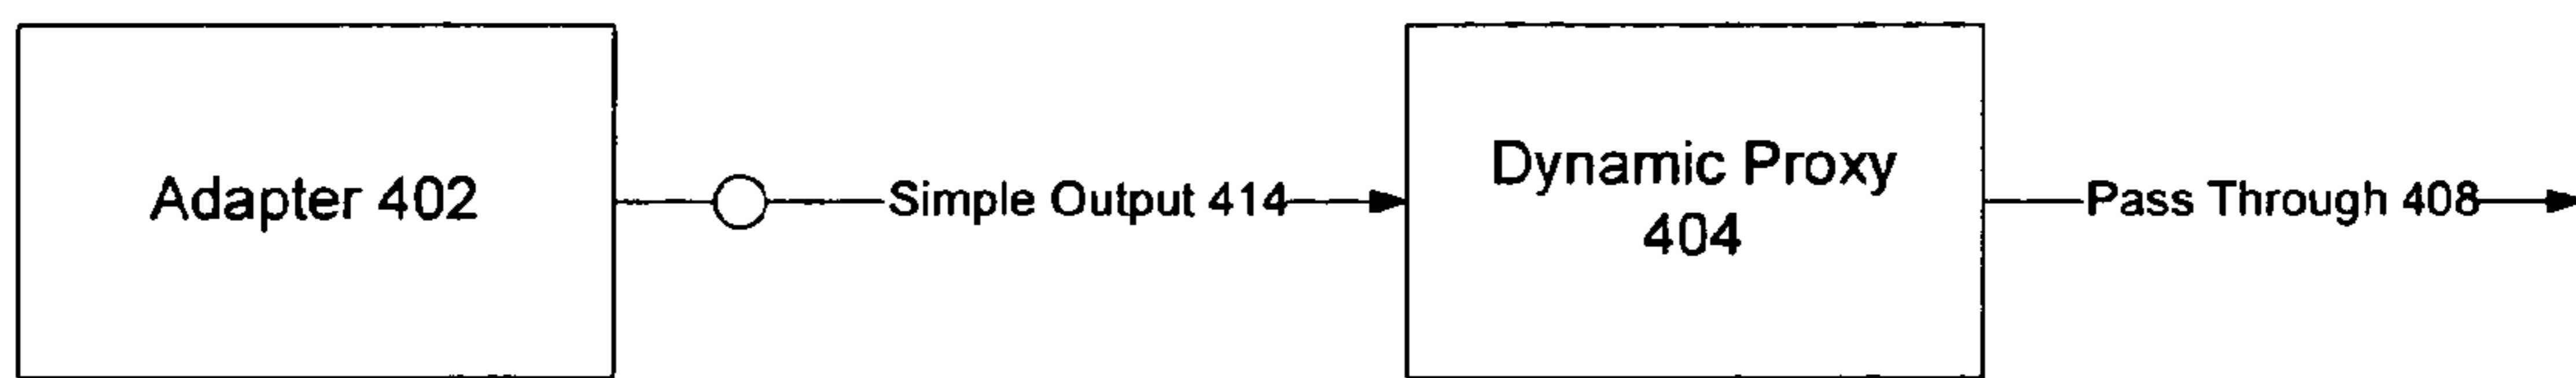 Adapter 402
Simple Output 414
Dynamic Proxy
404
Pass Through 408